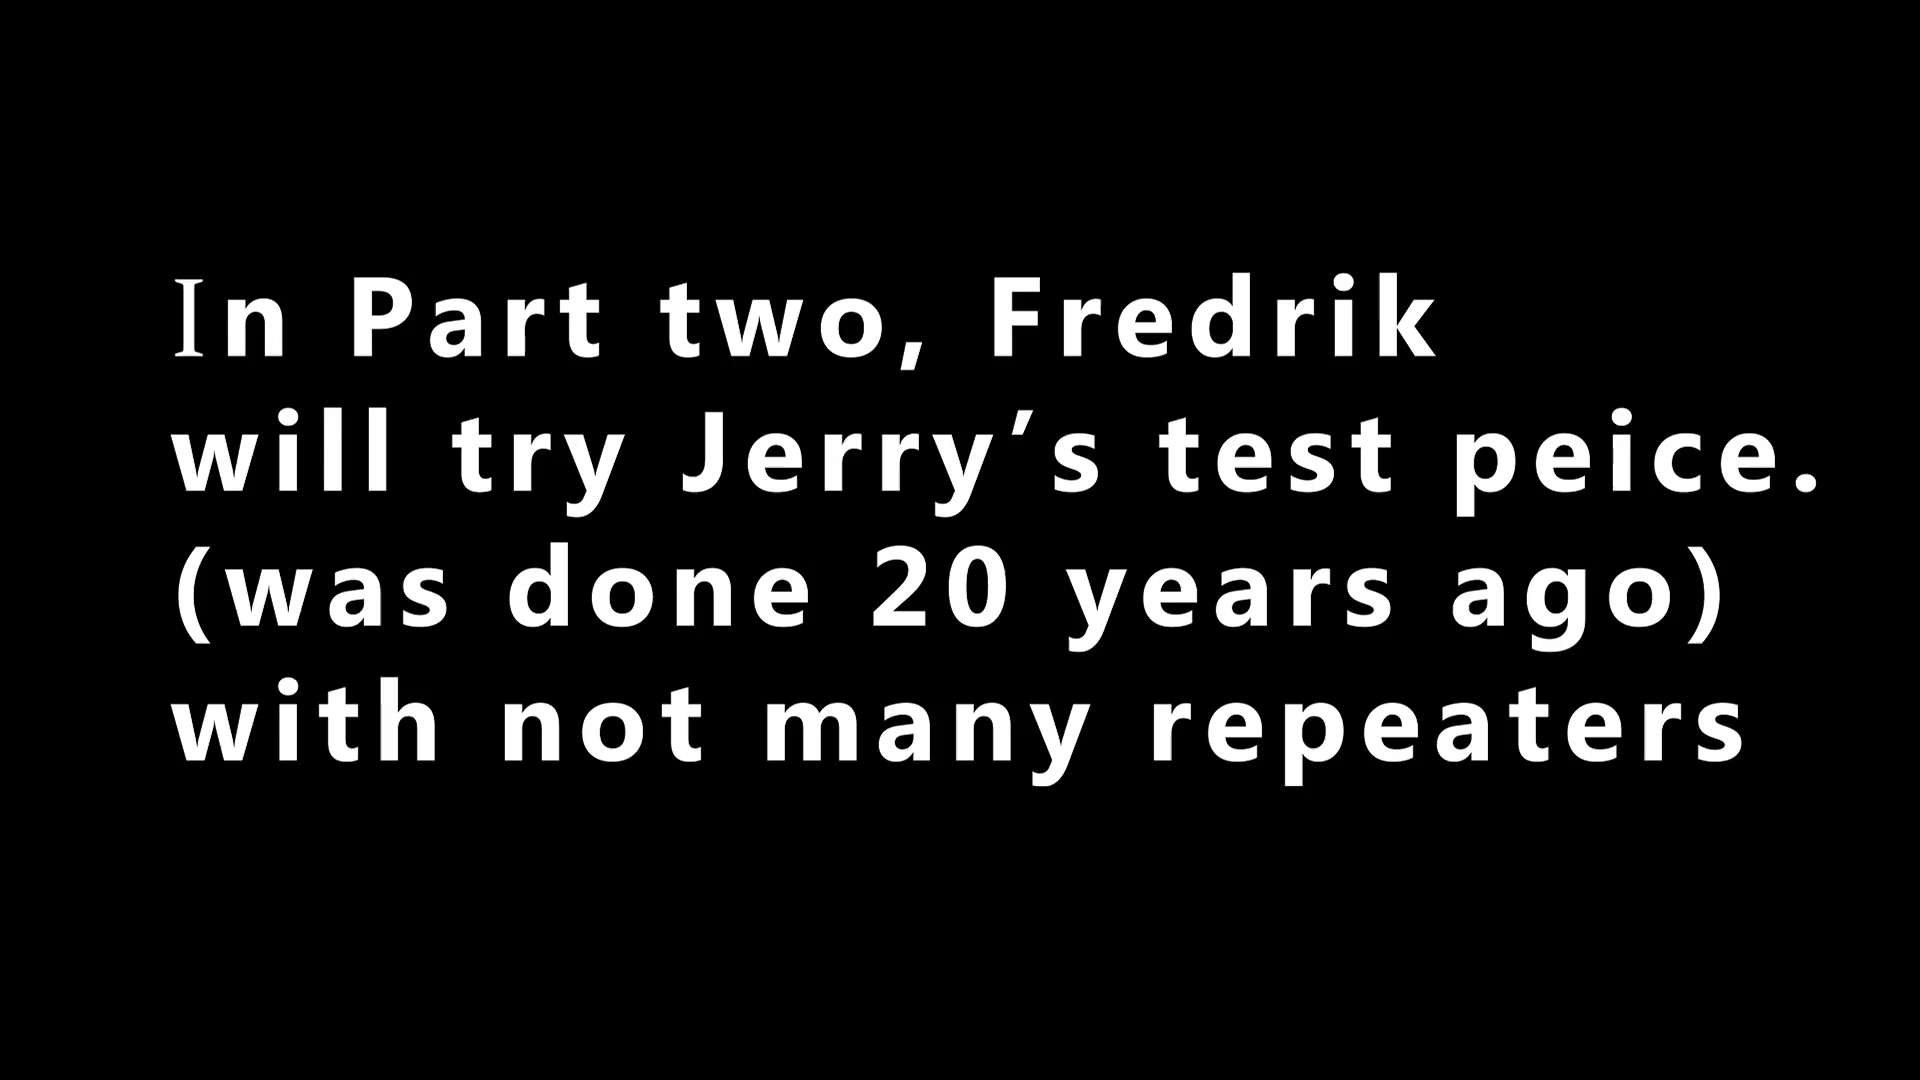 In Part two, Fredrik
will try Jerry’s test peice.
(was done 20 years ago)
with not many repeaters